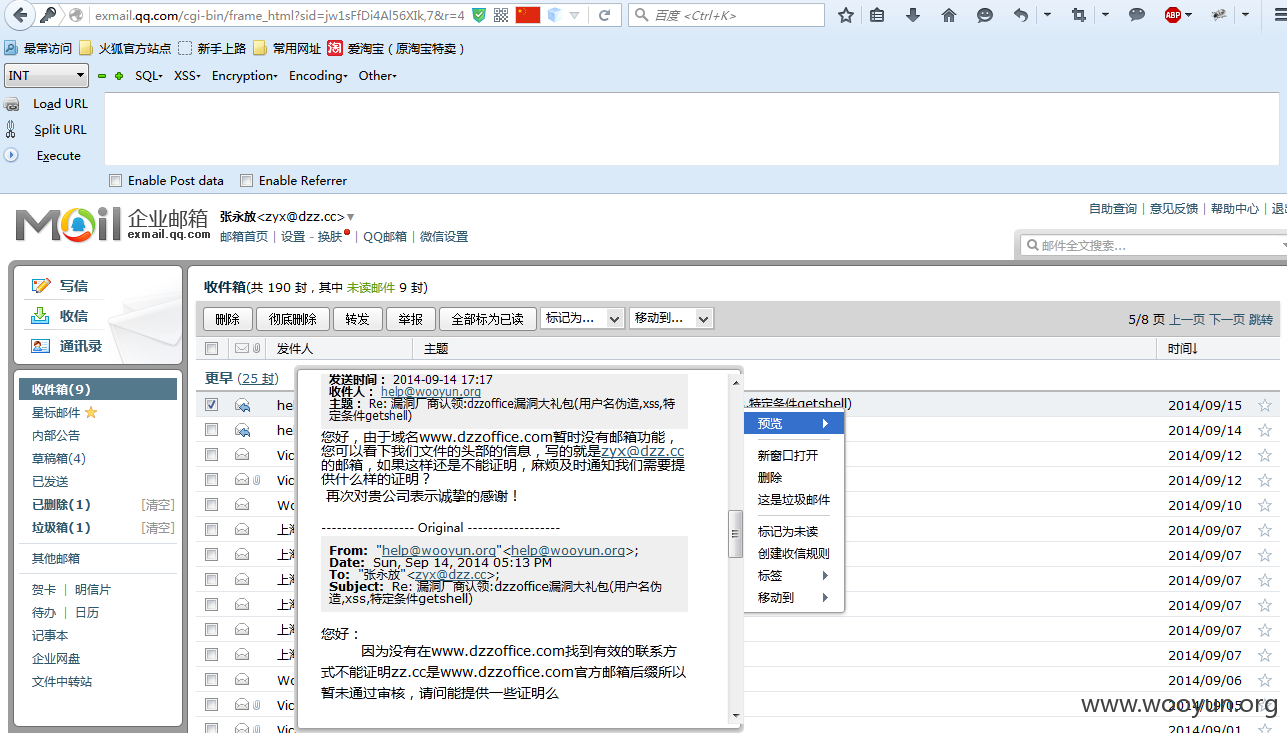 exmail.qq.com/cgi-bin/frame_html?sid=jw1sFfDi4Al56XIk,7&r=4 百度 <Ctrl+K> ABP
最常访问 火狐官方站点 新手上路 常用网址 淘 爱淘宝（原淘宝特卖）
INT SQL- XSS- Encryption- Encoding- Other-
Load URL
Split URL
Execute
Enable Post data Enable Referrer
Mail 企业邮箱 exmail.qq.com
张永放<zyx@dzz.cc>
邮箱首页 | 设置 - 换肤 | QQ邮箱 | 微信设置
自助查询 | 意见反馈 | 帮助中心 |
邮件全文搜索...
写信
收信
通讯录
收件箱(9)
星标邮件
内部公告
草稿箱(4)
已发送
已删除(1) [清空]
垃圾箱(1) [清空]
其他邮箱
贺卡 | 明信片
待办 | 日历
记事本
企业网盘
文件中转站
收件箱(共 190 封，其中 未读邮件 9 封)
删除 彻底删除 转发 举报 全部标为已读 标记为... 移动到...
5/8 页 上一页 下一页 跳转
发件人 主题 时间↓
更早 (25 封)
he ,特定条件getshell) 2014/09/15
he 2014/09/14
Vic 2014/09/12
Vic 2014/09/12
Wo 2014/09/10
上海 2014/09/07
上海 2014/09/07
上海 2014/09/07
上海 2014/09/07
上海 2014/09/07
上海 2014/09/07
Wo 2014/09/06
Vic 2014/09/05
Vic 2014/09/01
发送时间： 2014-09-14 17:17
收件人： help@wooyun.org
主题： Re: 漏洞厂商认领:dzzoffice漏洞大礼包(用户名伪造,xss,特
定条件getshell)
您好，由于域名www.dzzoffice.com暂时没有邮箱功能，
您可以看下我们文件的头部的信息，写的就是zyx@dzz.cc
的邮箱，如果这样还是不能证明，麻烦及时通知我们需要提
供什么样的证明？
再次对贵公司表示诚挚的感谢！
------------------ Original ------------------
From: "help@wooyun.org"<help@wooyun.org>;
Date: Sun, Sep 14, 2014 05:13 PM
To: "张永放"<zyx@dzz.cc>;
Subject: Re: 漏洞厂商认领:dzzoffice漏洞大礼包(用户名伪
造,xss,特定条件getshell)
您好：
因为没有在www.dzzoffice.com找到有效的联系方
式不能证明zz.cc是www.dzzoffice.com官方邮箱后缀所以
暂未通过审核，请问能提供一些证明么
预览
新窗口打开
删除
这是垃圾邮件
标记为未读
创建收信规则
标签
移动到
www.wooyun.org